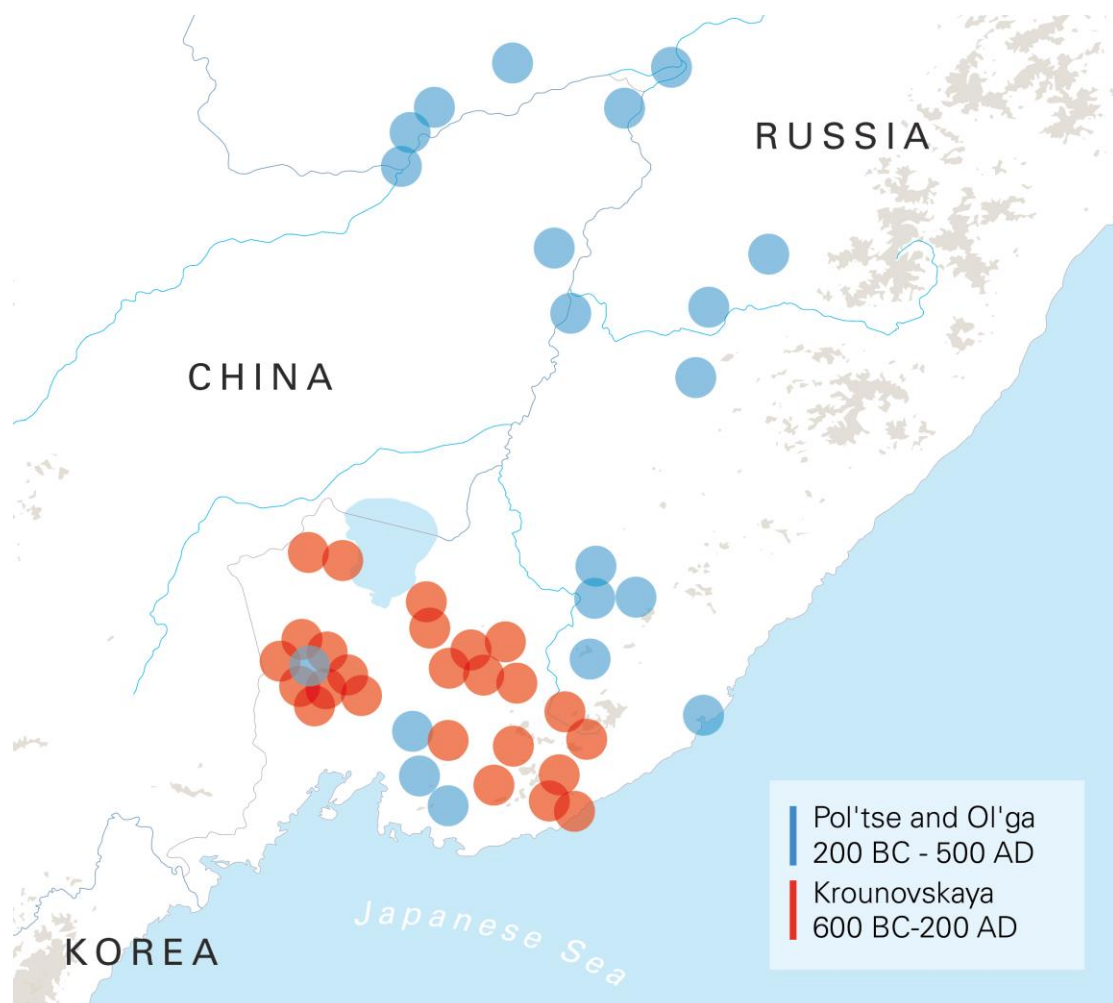 RUSSIA
CHINA
Japanese Sea
KOREA
Pol'tse and Ol'ga
200 BC - 500 AD
Krounovskaya
600 BC-200 AD